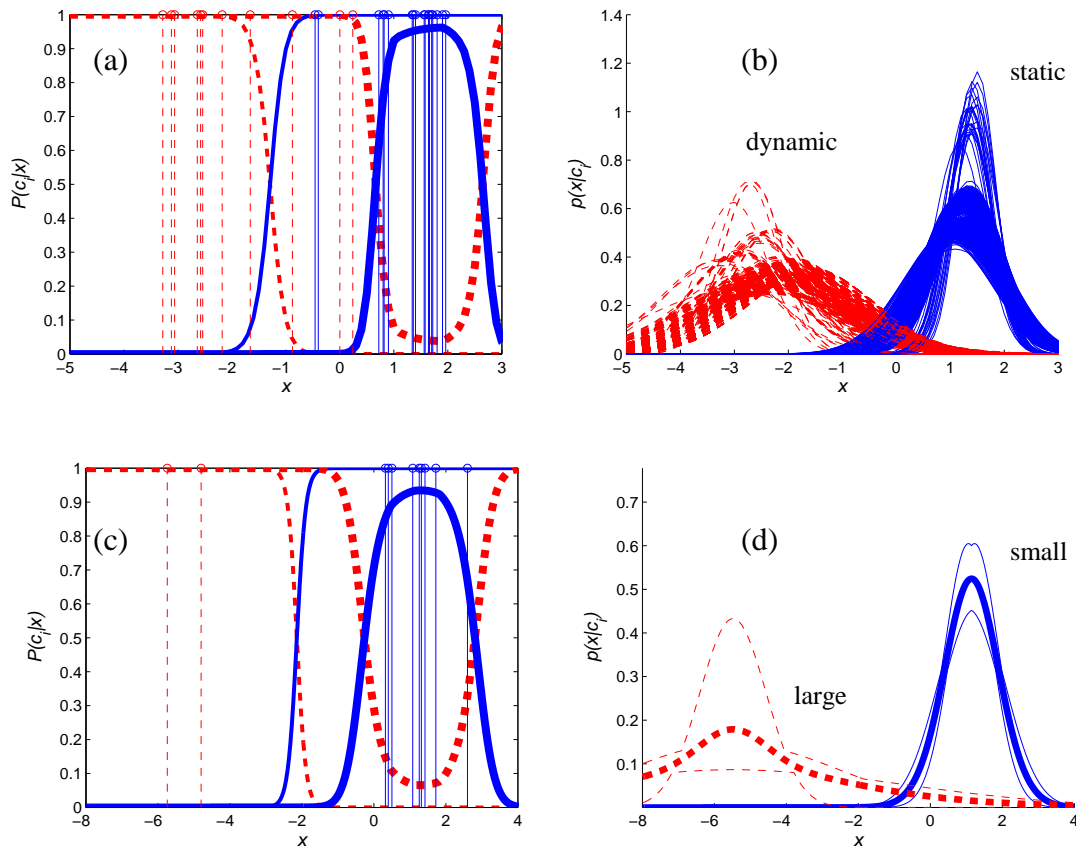 (a)
P(c_i|x)
1
0.9
0.8
0.7
0.6
0.5
0.4
0.3
0.2
0.1
0
−5 −4 −3 −2 −1 0 1 2 3
x
(b)
static
dynamic
p(x|c_i)
1.4
1.2
1
0.8
0.6
0.4
0.2
0
−5 −4 −3 −2 −1 0 1 2 3
x
(c)
P(c_i|x)
1
0.9
0.8
0.7
0.6
0.5
0.4
0.3
0.2
0.1
0
−8 −6 −4 −2 0 2 4
x
(d)
small
large
p(x|c_i)
0.7
0.6
0.5
0.4
0.3
0.2
0.1
−8 −6 −4 −2 0 2 4
x